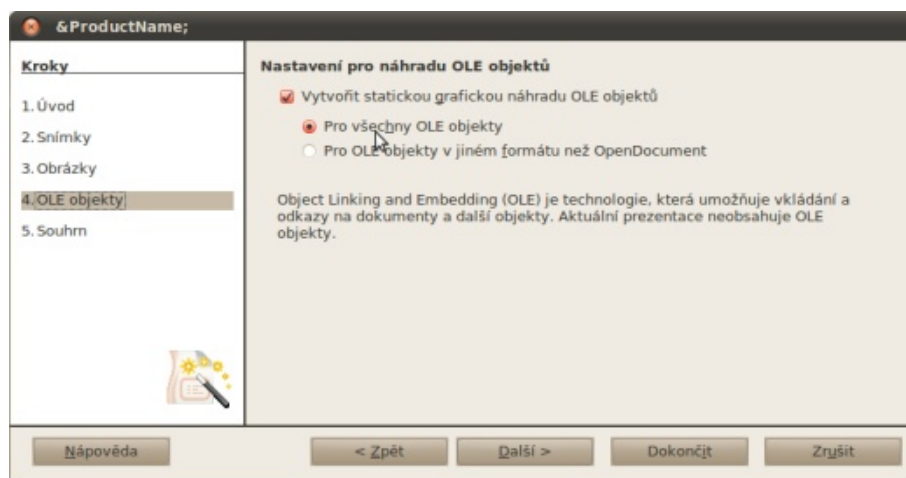 &ProductName;
Kroky
1. Úvod
2. Snímky
3. Obrázky
4. OLE objekty
5. Souhrn
Nastavení pro náhradu OLE objektů
Vytvořit statickou grafickou náhradu OLE objektů
Pro všechny OLE objekty
Pro OLE objekty v jiném formátu než OpenDocument
Object Linking and Embedding (OLE) je technologie, která umožňuje vkládání a
odkazy na dokumenty a další objekty. Aktuální prezentace neobsahuje OLE
objekty.
Nápověda
< Zpět
Další >
Dokončit
Zrušit